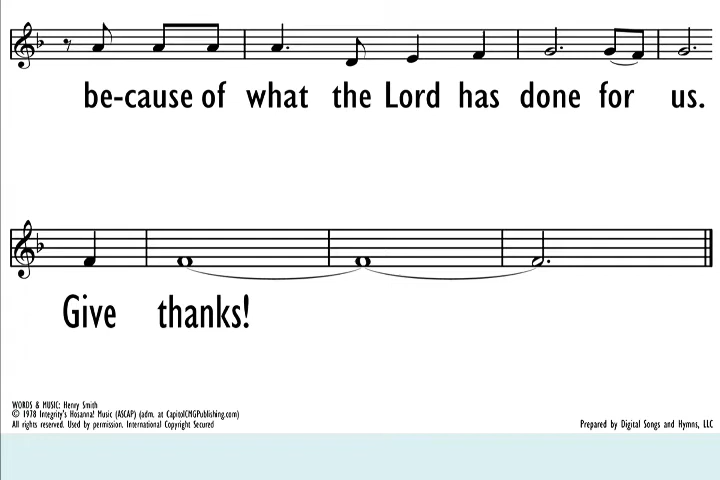 be-cause of what the Lord has done for us.
Give thanks!
WORDS & MUSIC: Henry Smith
© 1978 Integrity's Hosanna! Music (ASCAP) (adm. at CapitolCMGPublishing.com)
All rights reserved. Used by permission. International Copyright Secured
Prepared by Digital Songs and Hymns, LLC